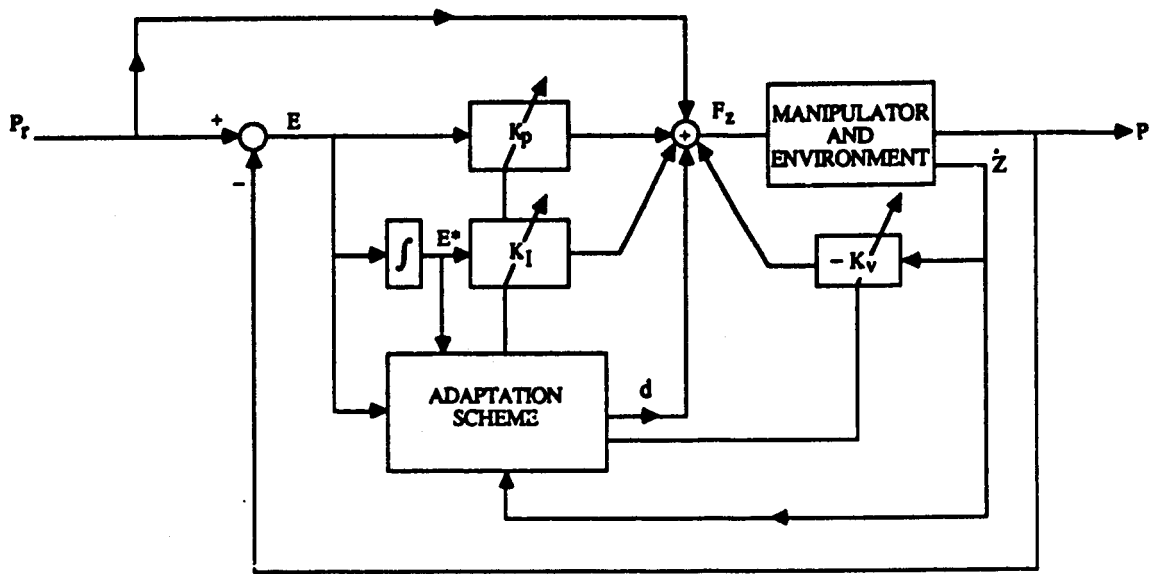 Pr
+
E
-
Kp
+
Fz
MANIPULATOR
AND
ENVIRONMENT
P
Ż
∫
E*
KI
- Kv
ADAPTATION
SCHEME
d